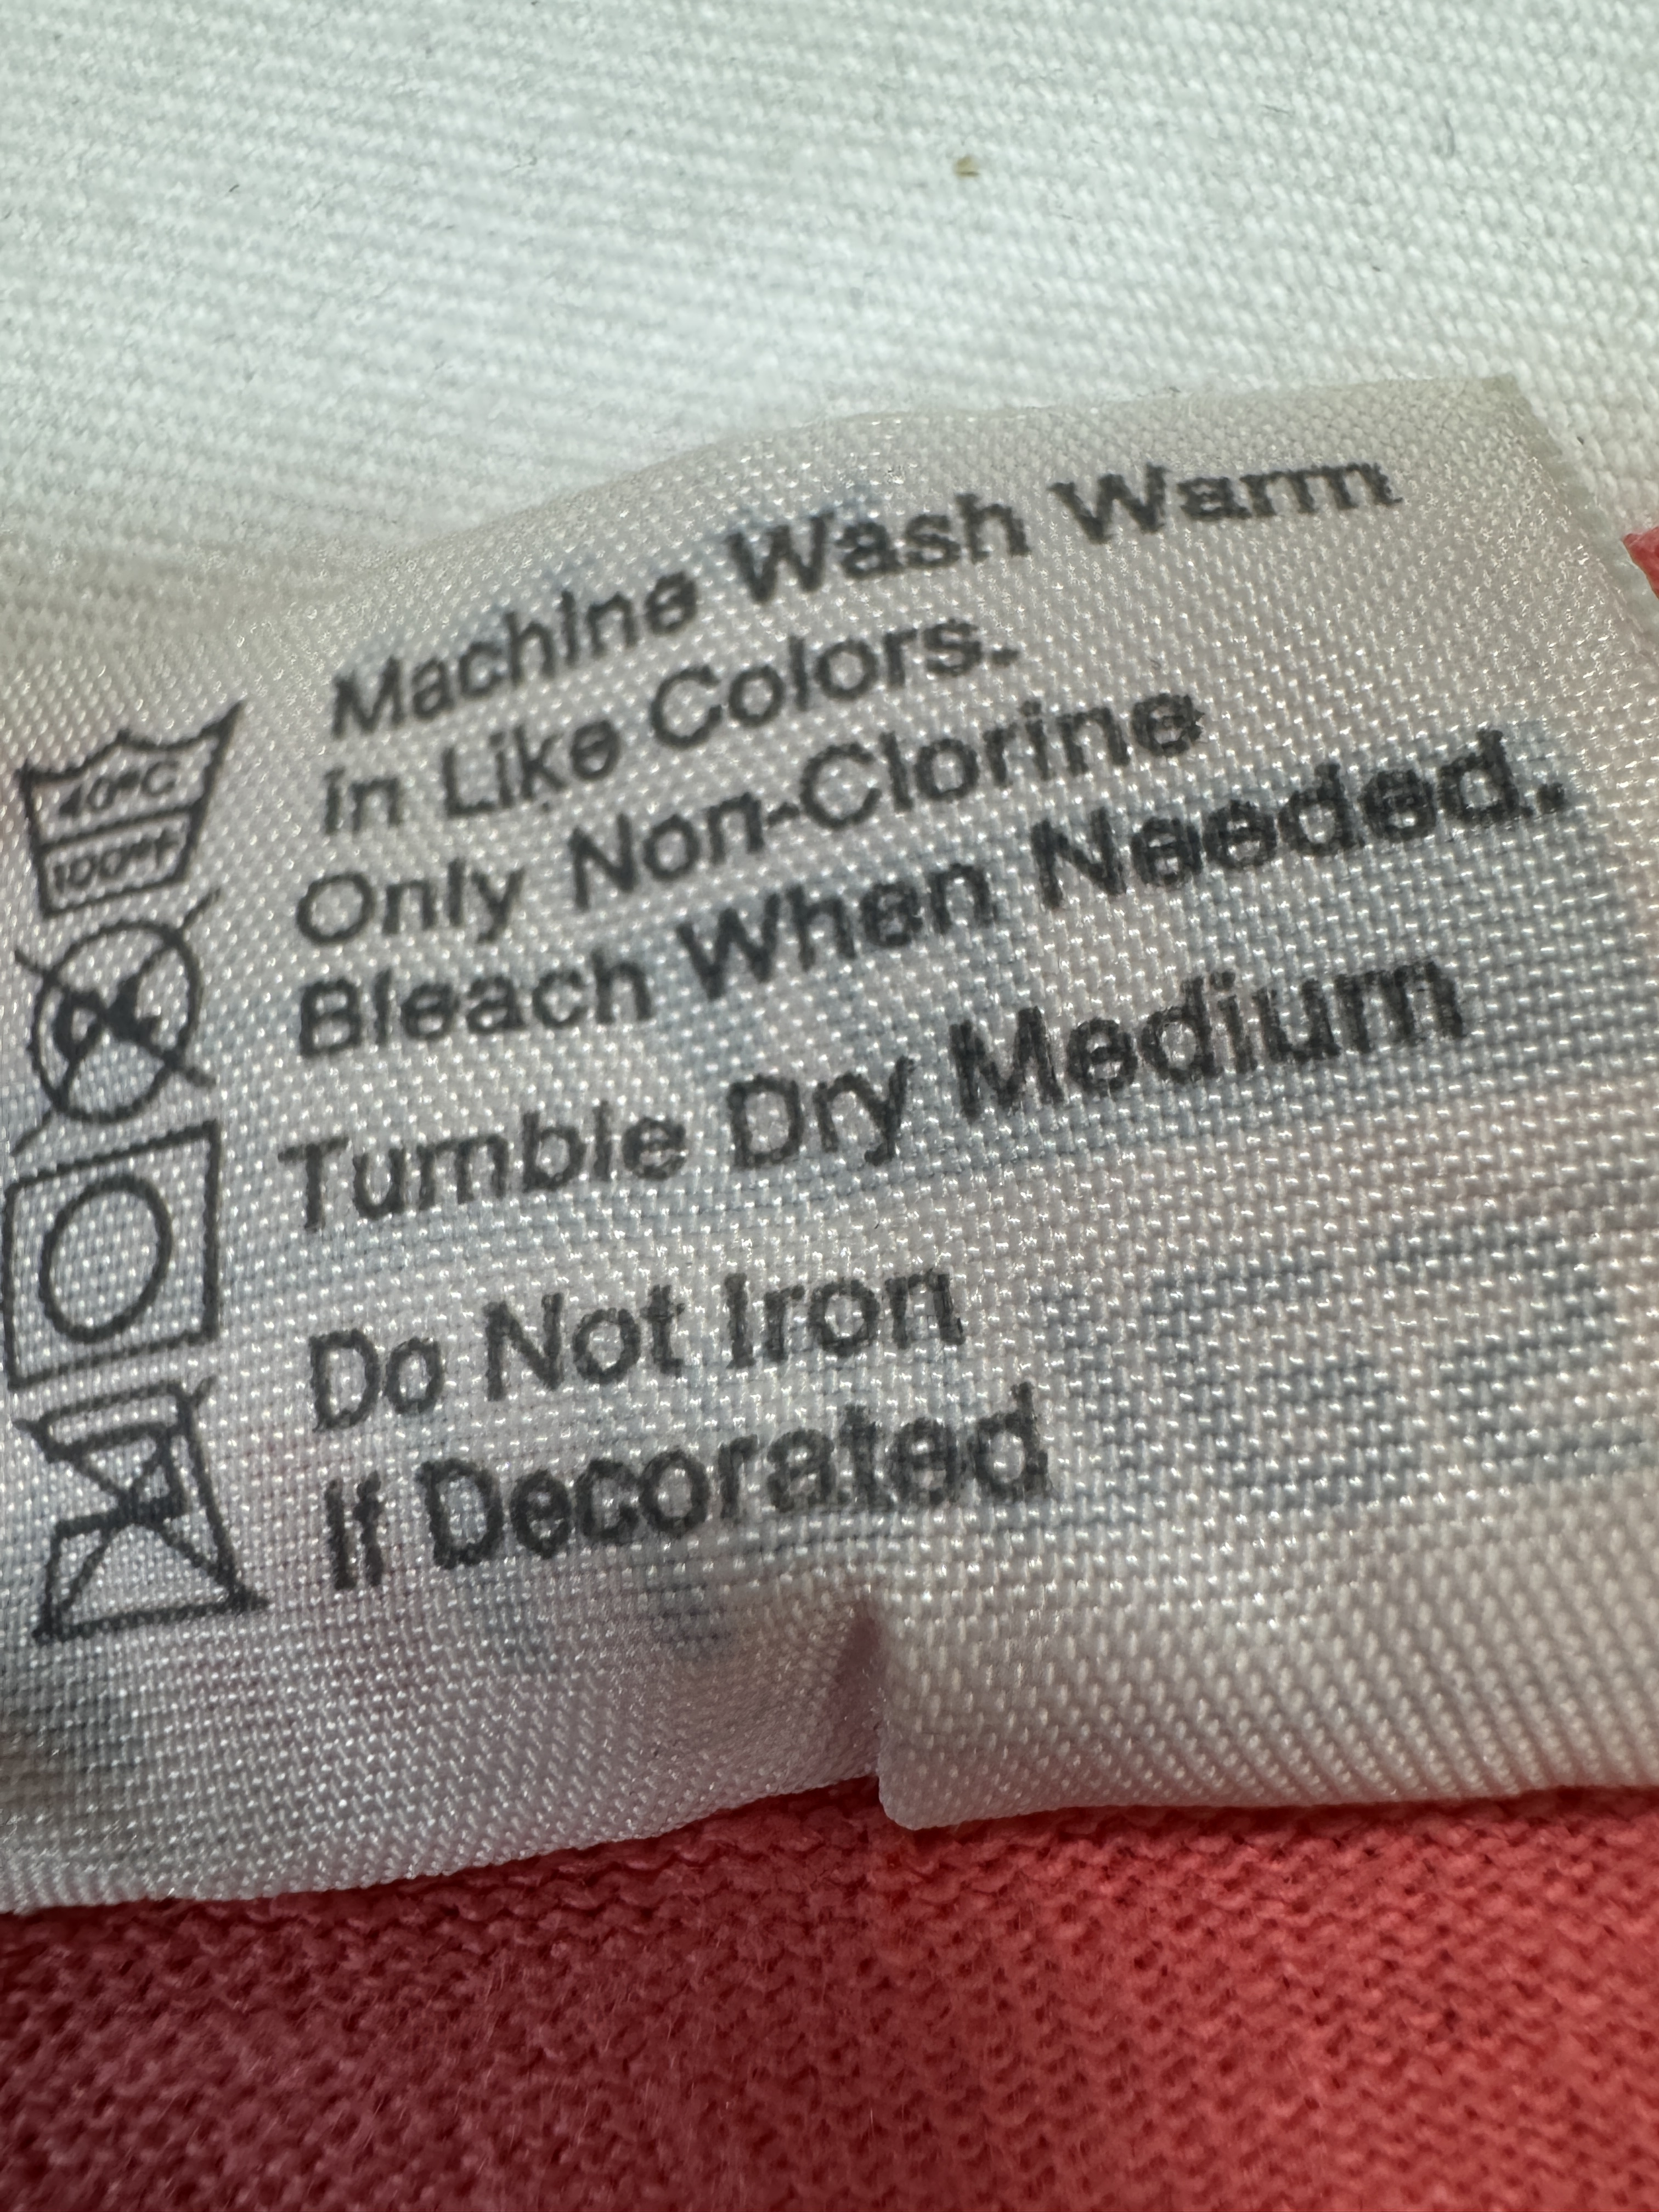 Machine Wash Warm
in Like Colors.
Only Non-Clorine
Bleach When Needed.
Tumble Dry Medium
Do Not Iron
If Decorated
40°C
100°F